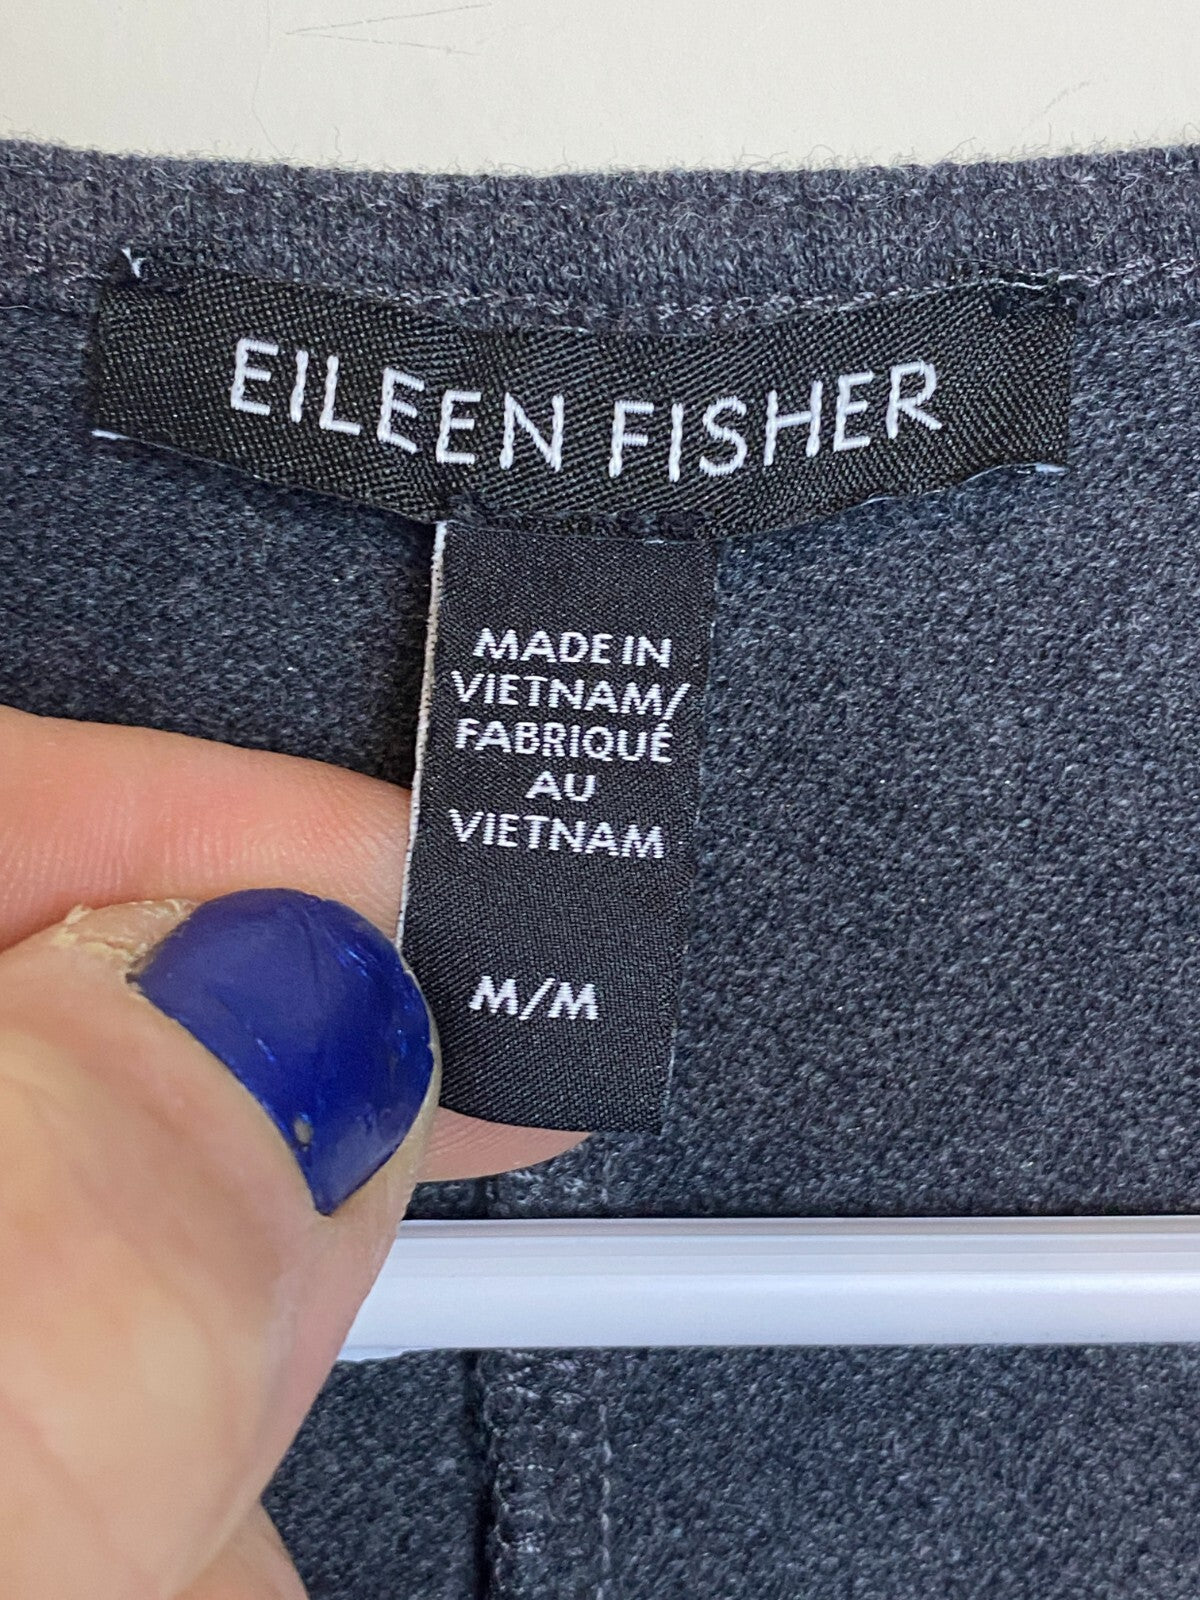 EILEEN FISHER
MADE IN
VIETNAM/
FABRIQUÉ
AU
VIETNAM
M/M